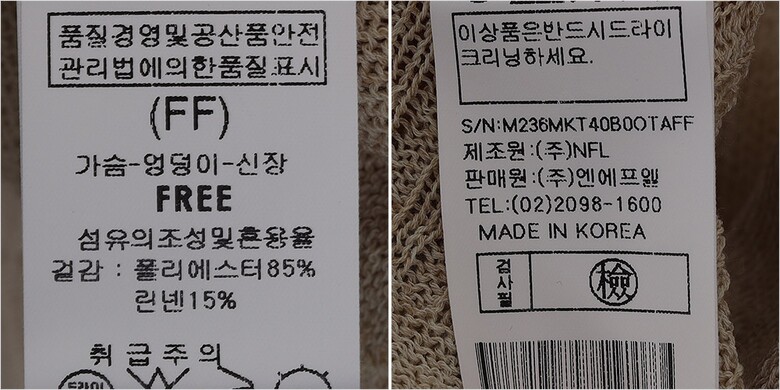 품질경영및공산품안전
관리법에의한품질표시
(FF)
가슴-엉덩이-신장
FREE
섬유의조성및혼용율
겉감 : 폴리에스터85%
린넨15%
취급주의
드라이
이상품은반드시드라이
크리닝하세요.
S/N:M236MKT40B00TAFF
제조원:(주)NFL
판매원:(주)엔에프엘
TEL:(02)2098-1600
MADE IN KOREA
검사필
檢